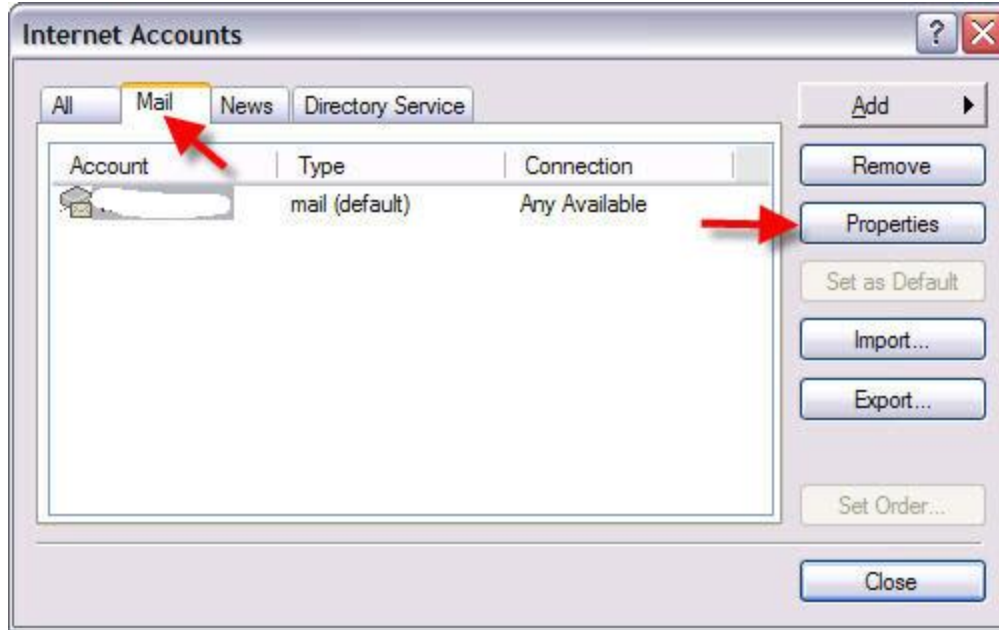 Internet Accounts
All Mail News Directory Service
Add
Account Type Connection
Remove
mail (default) Any Available
Properties
Set as Default
Import...
Export...
Set Order...
Close